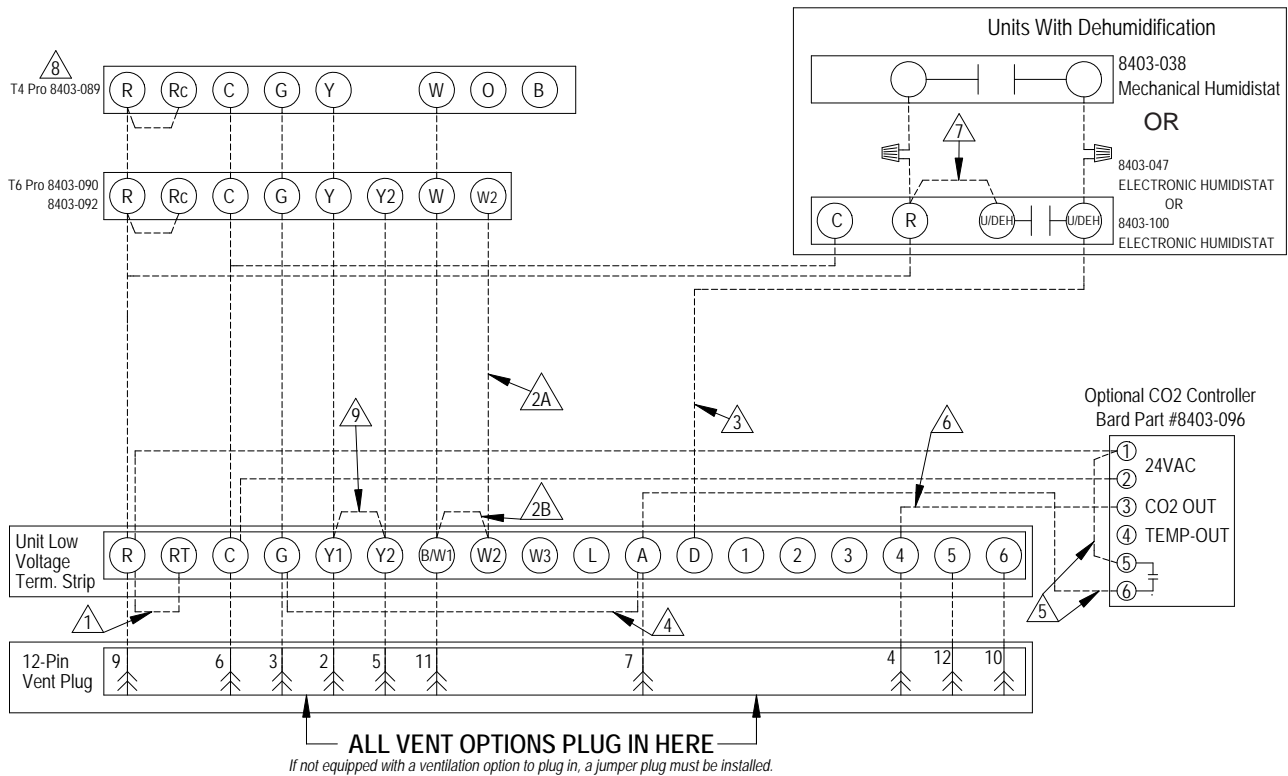 Units With Dehumidification
8403-038
Mechanical Humidistat
OR
8403-047
ELECTRONIC HUMIDISTAT
OR
8403-100
ELECTRONIC HUMIDISTAT
C R U/DEH U/DEH
7
8
T4 Pro 8403-089
R Rc C G Y W O B
T6 Pro 8403-090
8403-092
R Rc C G Y Y2 W W2
2A
3
9
6
2B
Optional CO2 Controller
Bard Part #8403-096
1
24VAC
2
3 CO2 OUT
4 TEMP-OUT
5
6
5
Unit Low
Voltage
Term. Strip
R RT C G Y1 Y2 B/W1 W2 W3 L A D 1 2 3 4 5 6
1
4
12-Pin
Vent Plug
9 6 3 2 5 11 7 4 12 10
ALL VENT OPTIONS PLUG IN HERE
If not equipped with a ventilation option to plug in, a jumper plug must be installed.